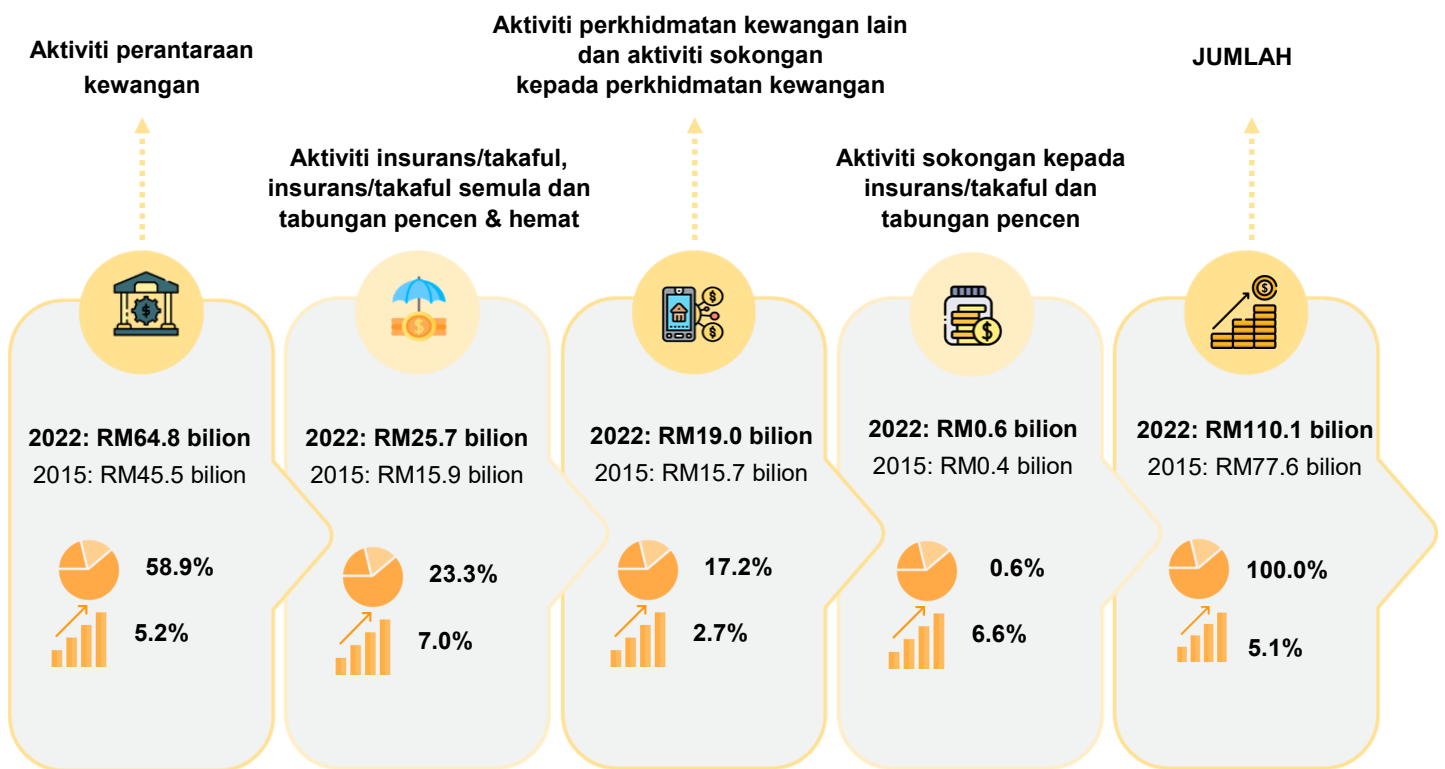 Aktiviti perantaraan
kewangan
Aktiviti insurans/takaful,
insurans/takaful semula dan
tabungan pencen & hemat
Aktiviti perkhidmatan kewangan lain
dan aktiviti sokongan
kepada perkhidmatan kewangan
Aktiviti sokongan kepada
insurans/takaful dan
tabungan pencen
JUMLAH
2022: RM64.8 bilion
2015: RM45.5 bilion
58.9%
5.2%
2022: RM25.7 bilion
2015: RM15.9 bilion
23.3%
7.0%
2022: RM19.0 bilion
2015: RM15.7 bilion
17.2%
2.7%
2022: RM0.6 bilion
2015: RM0.4 bilion
0.6%
6.6%
2022: RM110.1 bilion
2015: RM77.6 bilion
100.0%
5.1%